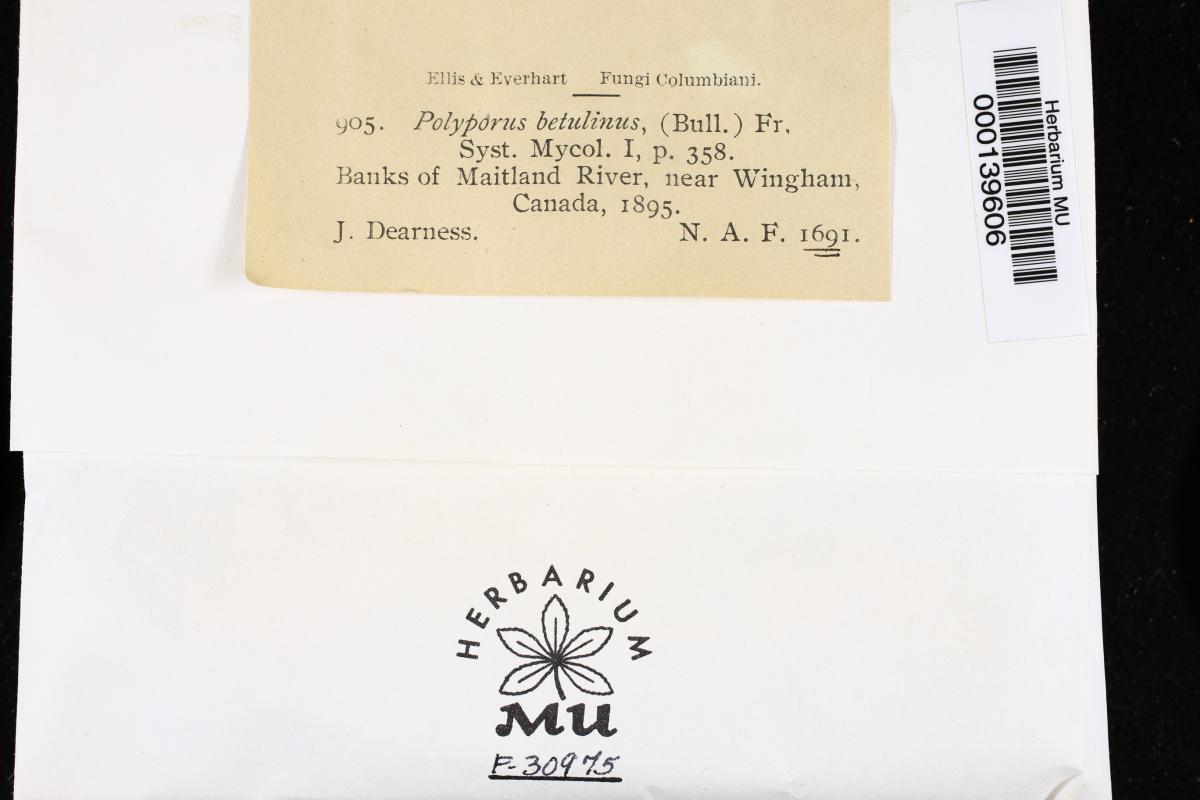 Ellis & Everhart Fungi Columbiani.
905. Polyporus betulinus, (Bull.) Fr.
Syst. Mycol. I, p. 358.
Banks of Maitland River, near Wingham,
Canada, 1895.
J. Dearness. N. A. F. 1691.
Herbarium MU
000139606
HERBARIUM
MU
F-30975